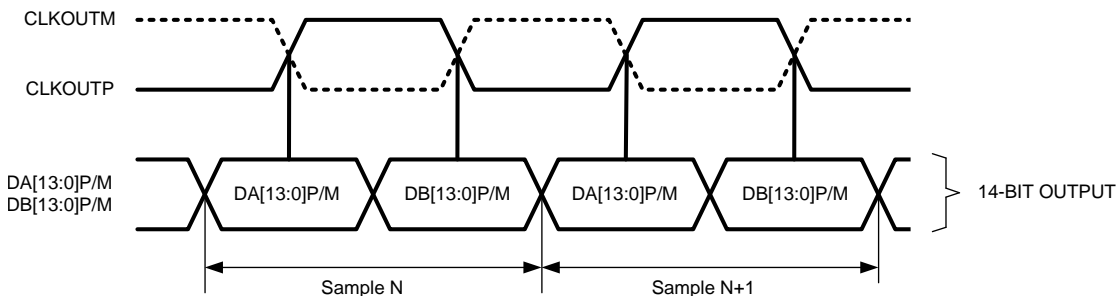 CLKOUTM
CLKOUTP
DA[13:0]P/M
DB[13:0]P/M
DA[13:0]P/M
DB[13:0]P/M
DA[13:0]P/M
DB[13:0]P/M
14-BIT OUTPUT
Sample N
Sample N+1